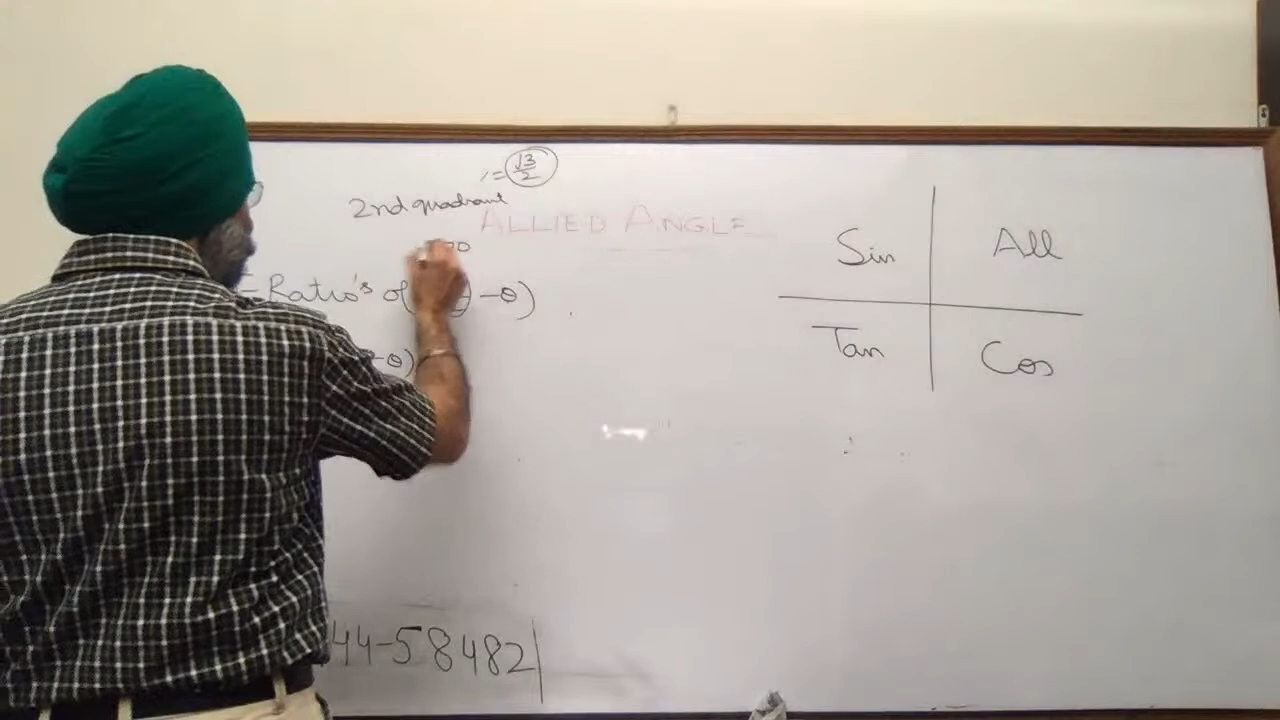 = √3/2
2nd quadrant
ALLIED ANGLE
Ratio's of ( -θ)
-θ)
Sin All
Tan Cos
44-58482